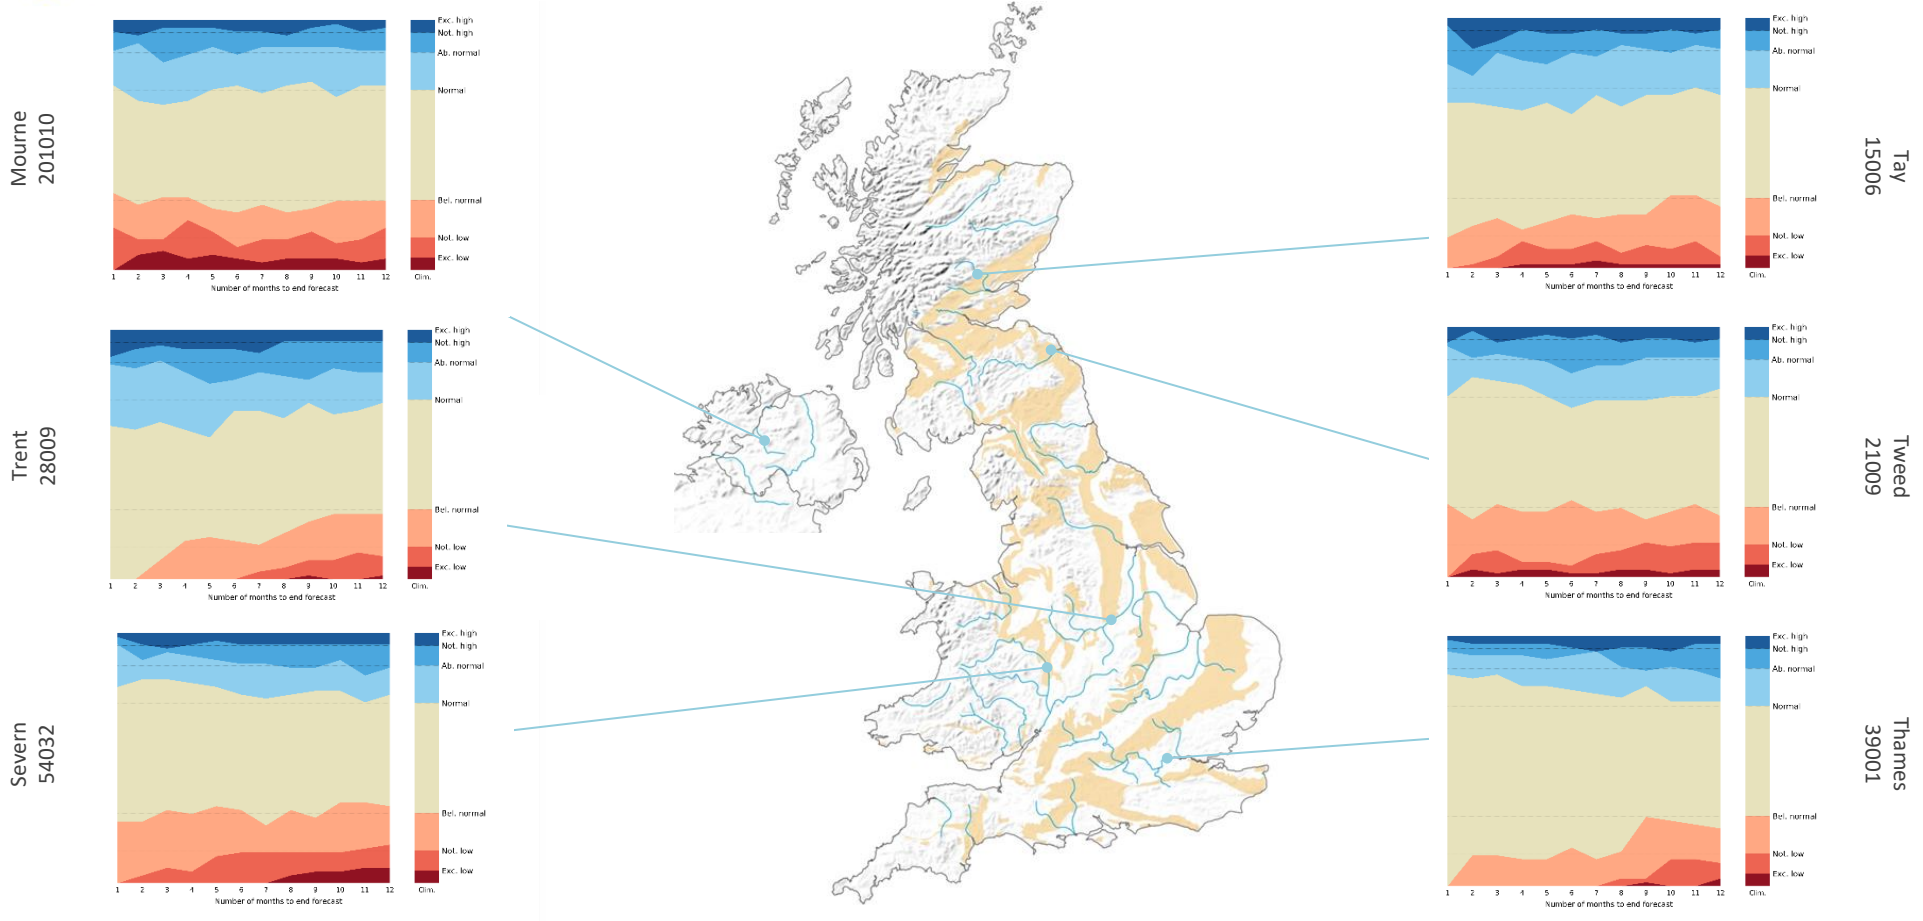 Mourne
201010
Exc. high
Not. high
Ab. normal
Normal
Bel. normal
Not. low
Exc. low
1 2 3 4 5 6 7 8 9 10 11 12 Clim.
Number of months to end forecast
Trent
28009
Exc. high
Not. high
Ab. normal
Normal
Bel. normal
Not. low
Exc. low
1 2 3 4 5 6 7 8 9 10 11 12 Clim.
Number of months to end forecast
Severn
54032
Exc. high
Not. high
Ab. normal
Normal
Bel. normal
Not. low
Exc. low
1 2 3 4 5 6 7 8 9 10 11 12 Clim.
Number of months to end forecast
Exc. high
Not. high
Ab. normal
Normal
Bel. normal
Not. low
Exc. low
1 2 3 4 5 6 7 8 9 10 11 12 Clim.
Number of months to end forecast
Tay
15006
Exc. high
Not. high
Ab. normal
Normal
Bel. normal
Not. low
Exc. low
1 2 3 4 5 6 7 8 9 10 11 12 Clim.
Number of months to end forecast
Tweed
21009
Exc. high
Not. high
Ab. normal
Normal
Bel. normal
Not. low
Exc. low
1 2 3 4 5 6 7 8 9 10 11 12 Clim.
Number of months to end forecast
Thames
39001